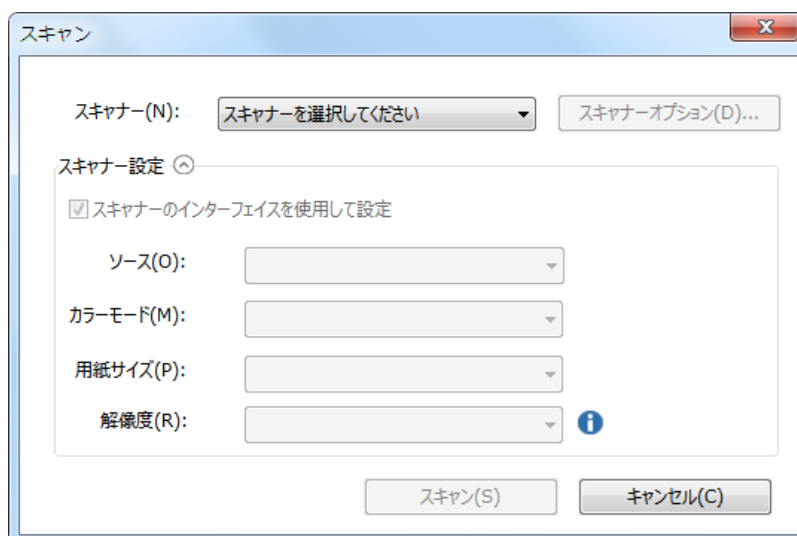 スキャン
スキャナー(N): スキャナーを選択してください スキャナーオプション(D)...
スキャナー設定
スキャナーのインターフェイスを使用して設定
ソース(O):
カラーモード(M):
用紙サイズ(P):
解像度(R):
スキャン(S) キャンセル(C)